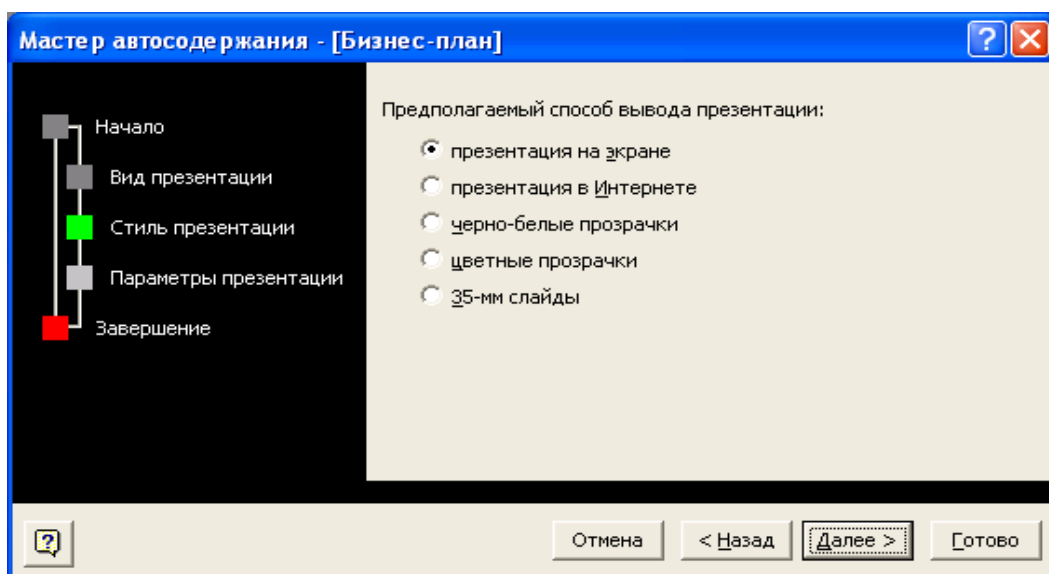 Мастер автосодержания - [Бизнес-план]
Начало
Вид презентации
Стиль презентации
Параметры презентации
Завершение
Предполагаемый способ вывода презентации:
презентация на экране
презентация в Интернете
черно-белые прозрачки
цветные прозрачки
35-мм слайды
Отмена
< Назад
Далее >
Готово